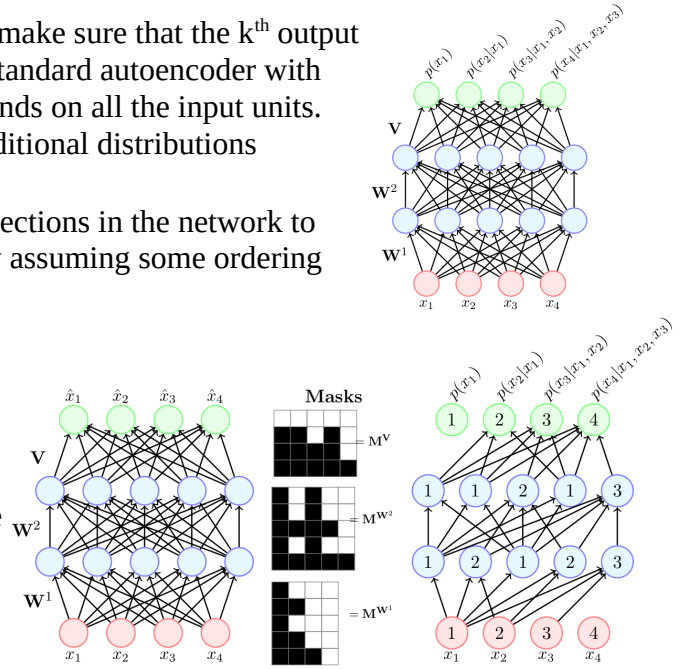 make sure that the kth output
tandard autoencoder with
nds on all the input units.
ditional distributions
ections in the network to
assuming some ordering
p(x1) p(x2|x1) p(x3|x1, x2) p(x4|x1, x2, x3)
V
W2
W1
x1 x2 x3 x4
x̂1 x̂2 x̂3 x̂4
V
W2
W1
x1 x2 x3 x4
Masks
= MV
= MW2
= MW1
p(x1) p(x2|x1) p(x3|x1, x2) p(x4|x1, x2, x3)
1 2 3 4
1 1 2 1 3
1 2 1 2 3
1 2 3 4
x1 x2 x3 x4